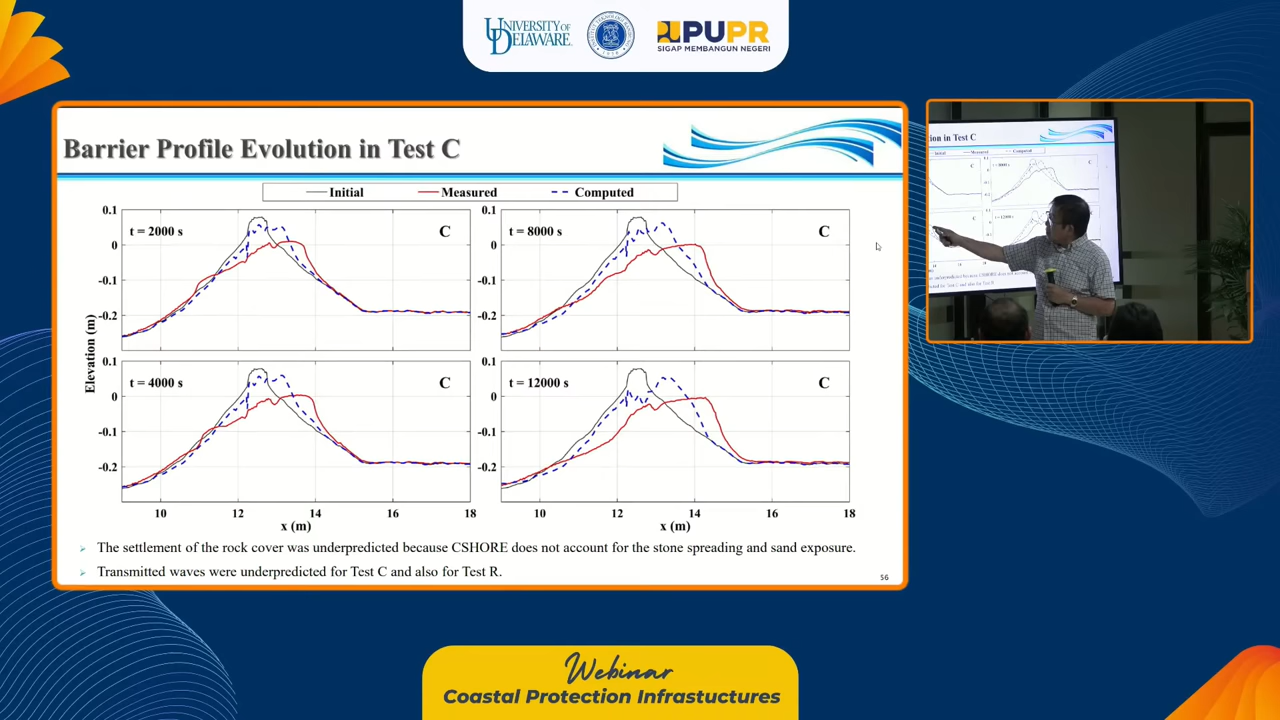 UNIVERSITY OF
DELAWARE.
PUPR
SIGAP MEMBANGUN NEGERI
Barrier Profile Evolution in Test C
Initial
Measured
Computed
t = 2000 s
C
t = 8000 s
C
t = 4000 s
C
t = 12000 s
C
0.1
0
-0.1
-0.2
0.1
0
-0.1
-0.2
0.1
0
-0.1
-0.2
0.1
0
-0.1
-0.2
Elevation (m)
10 12 14 16 18
x (m)
10 12 14 16 18
x (m)
The settlement of the rock cover was underpredicted because CSHORE does not account for the stone spreading and sand exposure.
Transmitted waves were underpredicted for Test C and also for Test R.
56
ion in Test C
Webinar
Coastal Protection Infrastuctures